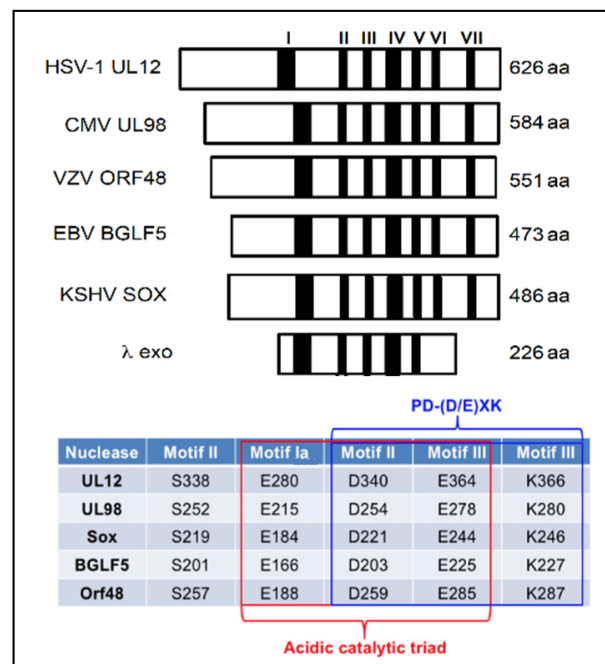 I II III IV V VI VII
HSV-1 UL12 626 aa
CMV UL98 584 aa
VZV ORF48 551 aa
EBV BGLF5 473 aa
KSHV SOX 486 aa
λ exo 226 aa
PD-(D/E)XK
Nuclease Motif II Motif Ia Motif II Motif III Motif III
UL12 S338 E280 D340 E364 K366
UL98 S252 E215 D254 E278 K280
Sox S219 E184 D221 E244 K246
BGLF5 S201 E166 D203 E225 K227
Orf48 S257 E188 D259 E285 K287
Acidic catalytic triad